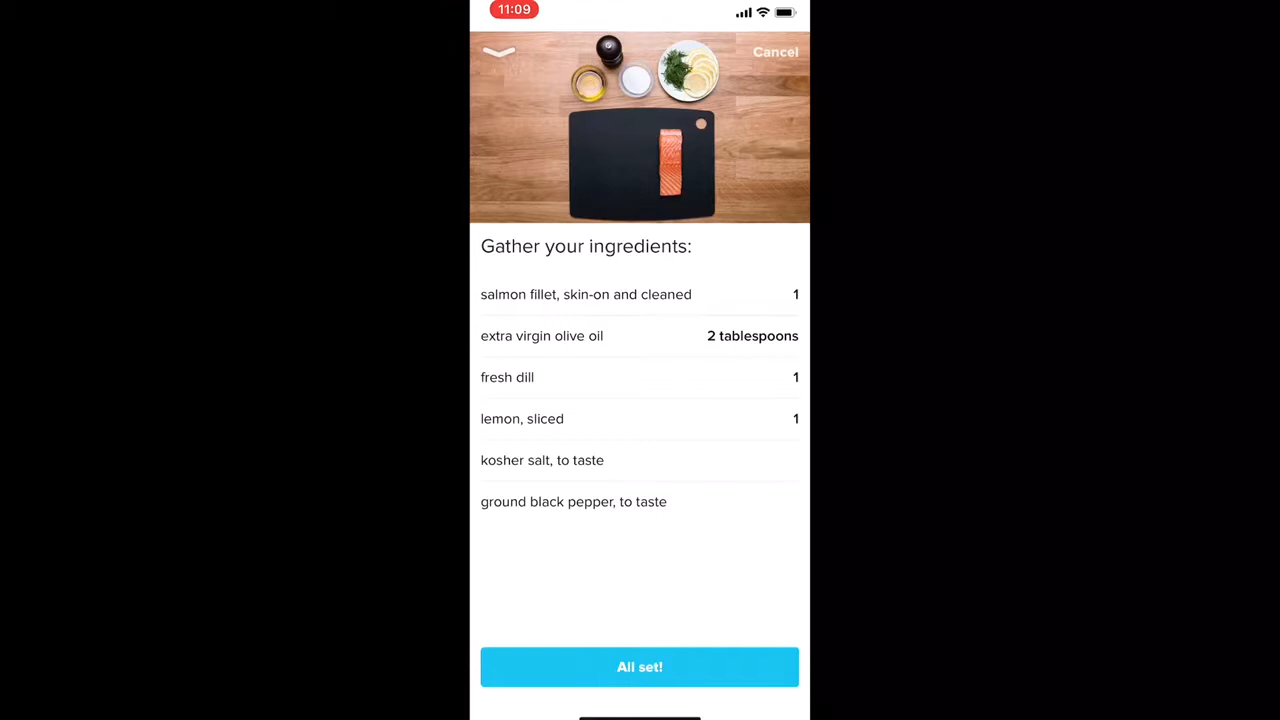 11:09
Cancel
Gather your ingredients:
salmon fillet, skin-on and cleaned 1
extra virgin olive oil 2 tablespoons
fresh dill 1
lemon, sliced 1
kosher salt, to taste
ground black pepper, to taste
All set!